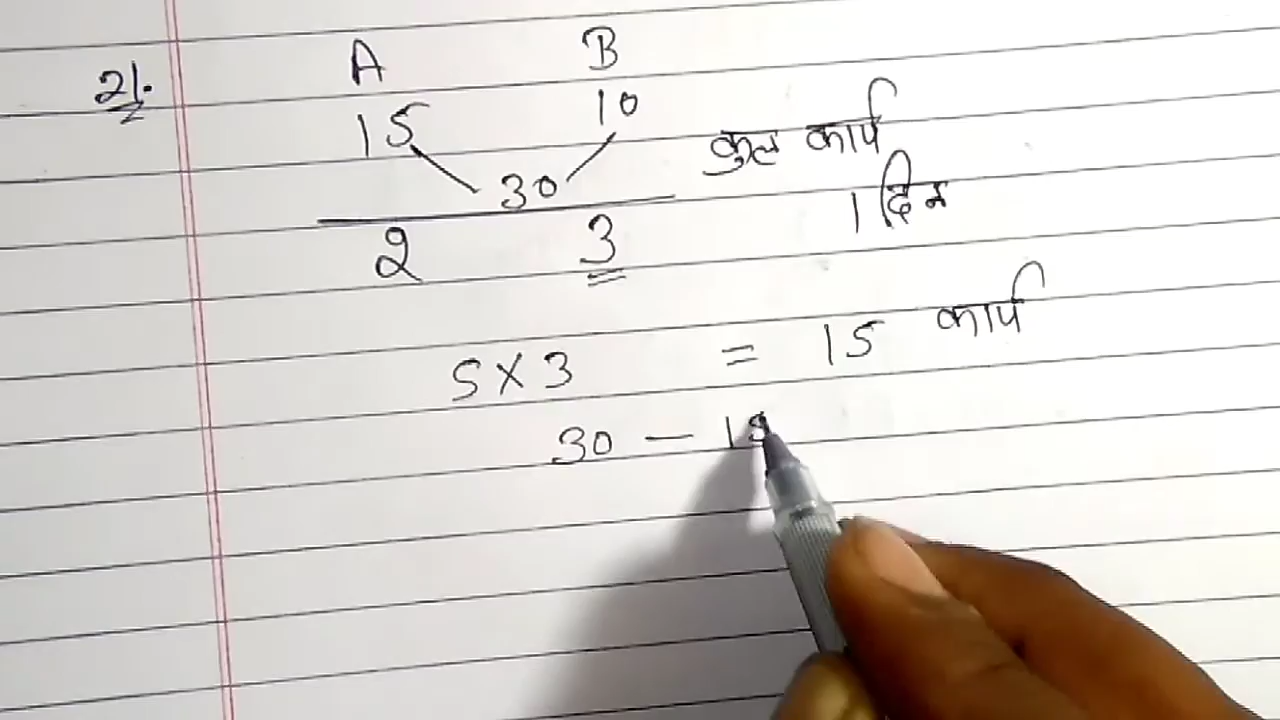 A B
21. 15 10
30 कुल कार्य
2 3 1 दिन
5 X 3 = 15 कार्य
30 - 15